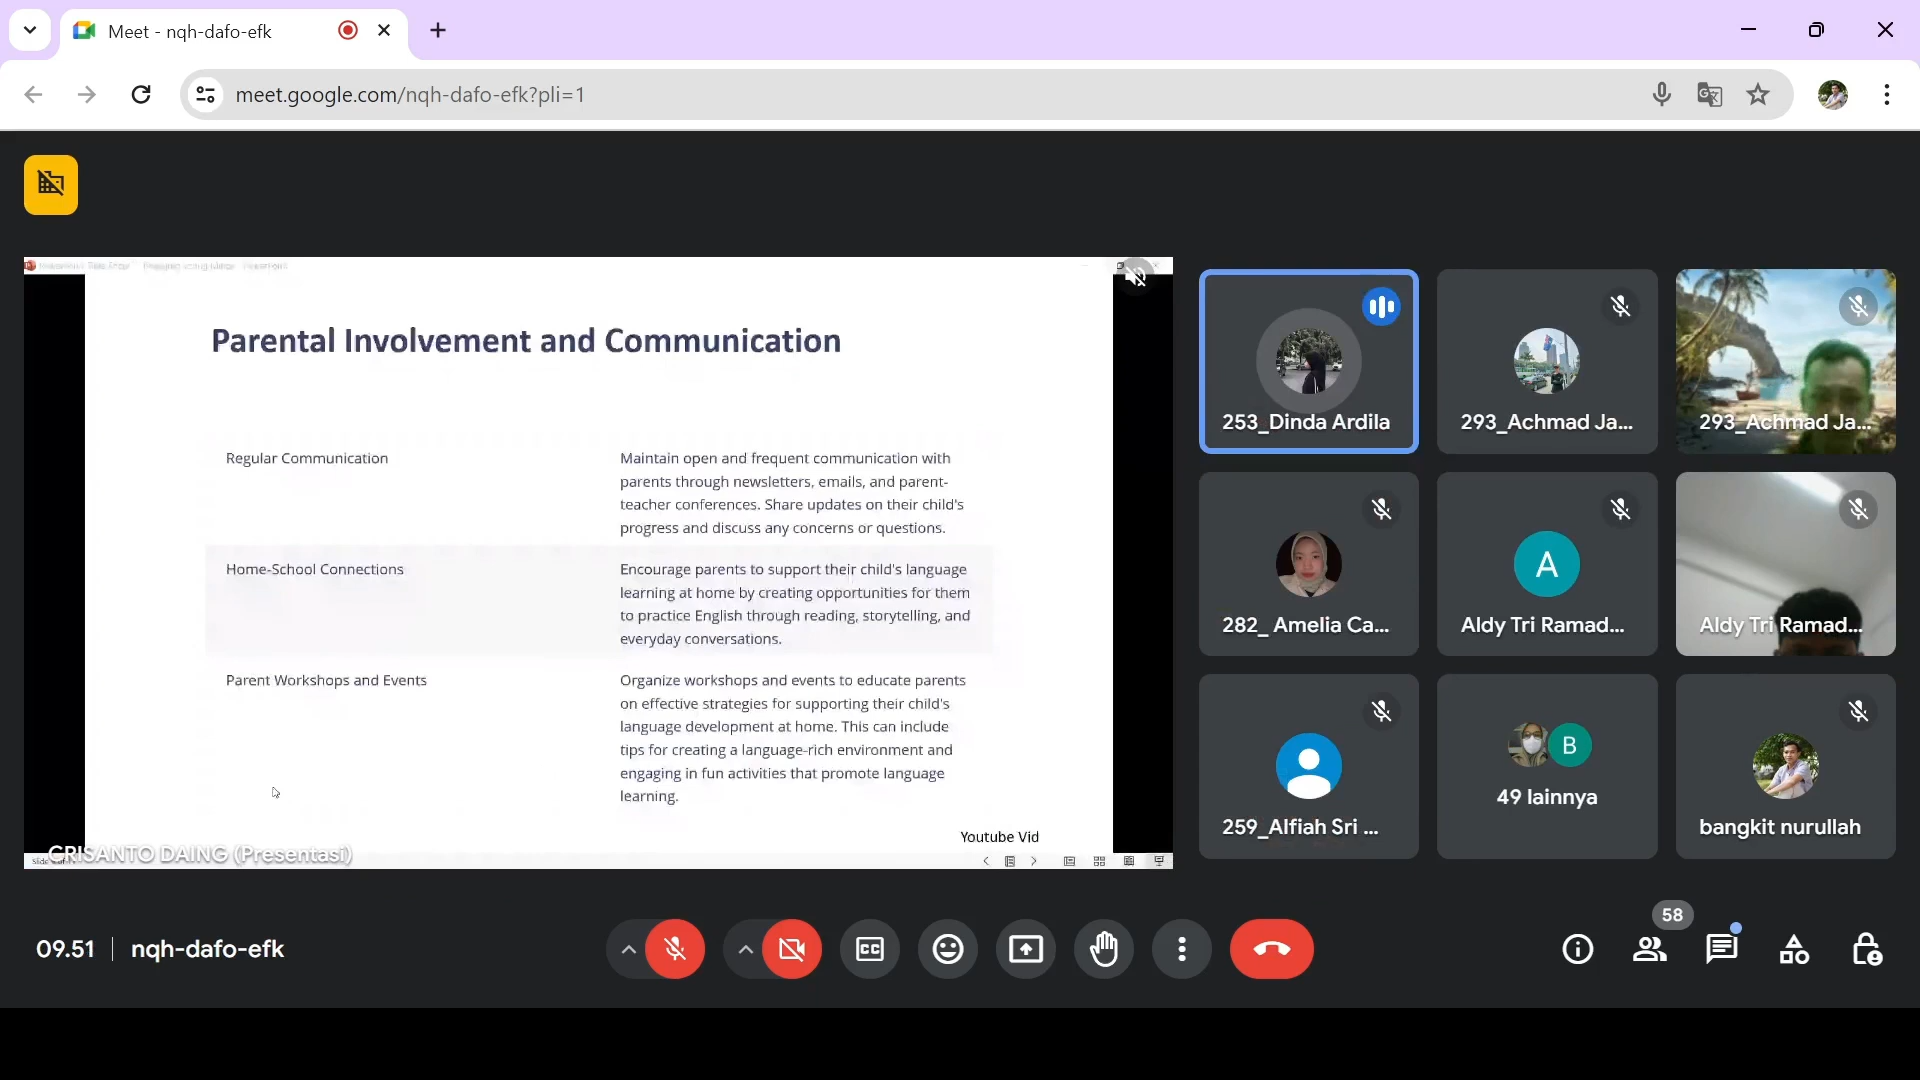 Meet - nqh-dafo-efk
meet.google.com/nqh-dafo-efk?pli=1
Parental Involvement and Communication
Regular Communication
Maintain open and frequent communication with
parents through newsletters, emails, and parent-
teacher conferences. Share updates on their child's
progress and discuss any concerns or questions.
Home-School Connections
Encourage parents to support their child's language
learning at home by creating opportunities for them
to practice English through reading, storytelling, and
everyday conversations.
Parent Workshops and Events
Organize workshops and events to educate parents
on effective strategies for supporting their child's
language development at home. This can include
tips for creating a language-rich environment and
engaging in fun activities that promote language
learning.
Youtube Vid
CRISANTO DAING (Presentasi)
253_Dinda Ardila
293_Achmad Ja...
293_Achmad Ja...
282_ Amelia Ca...
A
Aldy Tri Ramad...
Aldy Tri Ramad...
259_Alfiah Sri ...
B
49 lainnya
bangkit nurullah
09.51
nqh-dafo-efk
CC
58